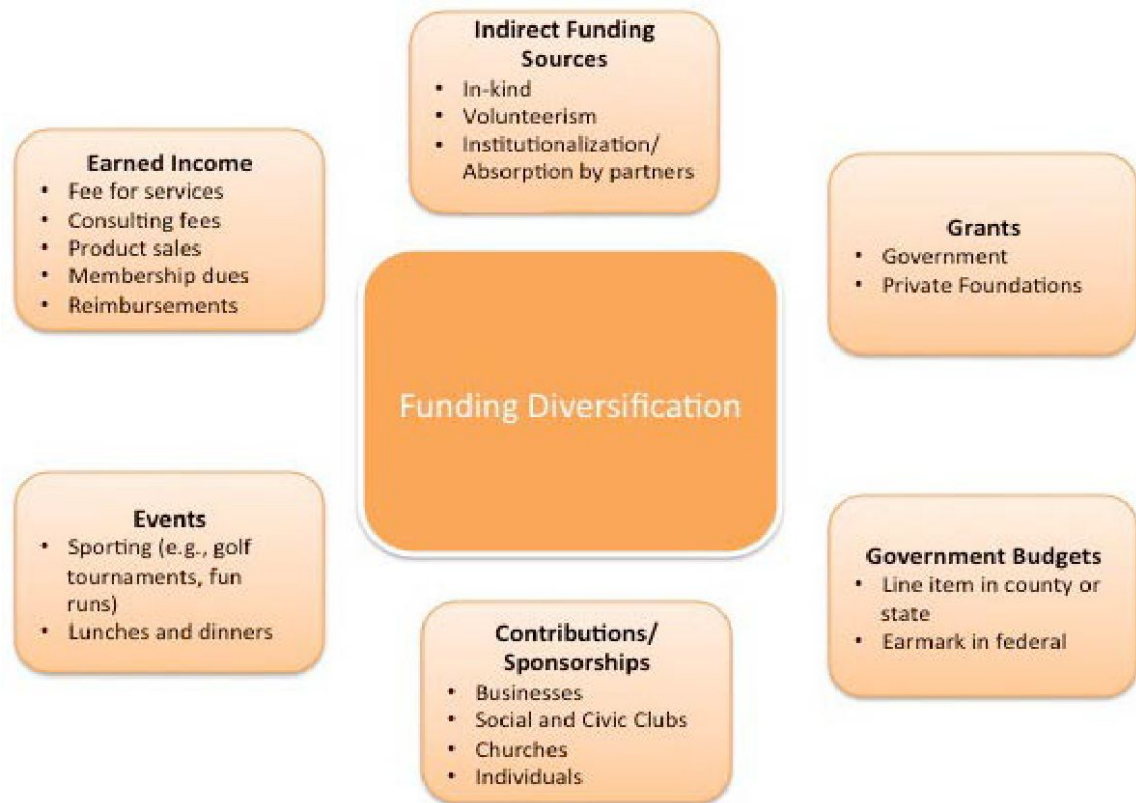 Indirect Funding
Sources
• In-kind
• Volunteerism
• Institutionalization/
Absorption by partners
Earned Income
• Fee for services
• Consulting fees
• Product sales
• Membership dues
• Reimbursements
Grants
• Government
• Private Foundations
Funding Diversification
Events
• Sporting (e.g., golf
tournaments, fun
runs)
• Lunches and dinners
Government Budgets
• Line item in county or
state
• Earmark in federal
Contributions/
Sponsorships
• Businesses
• Social and Civic Clubs
• Churches
• Individuals